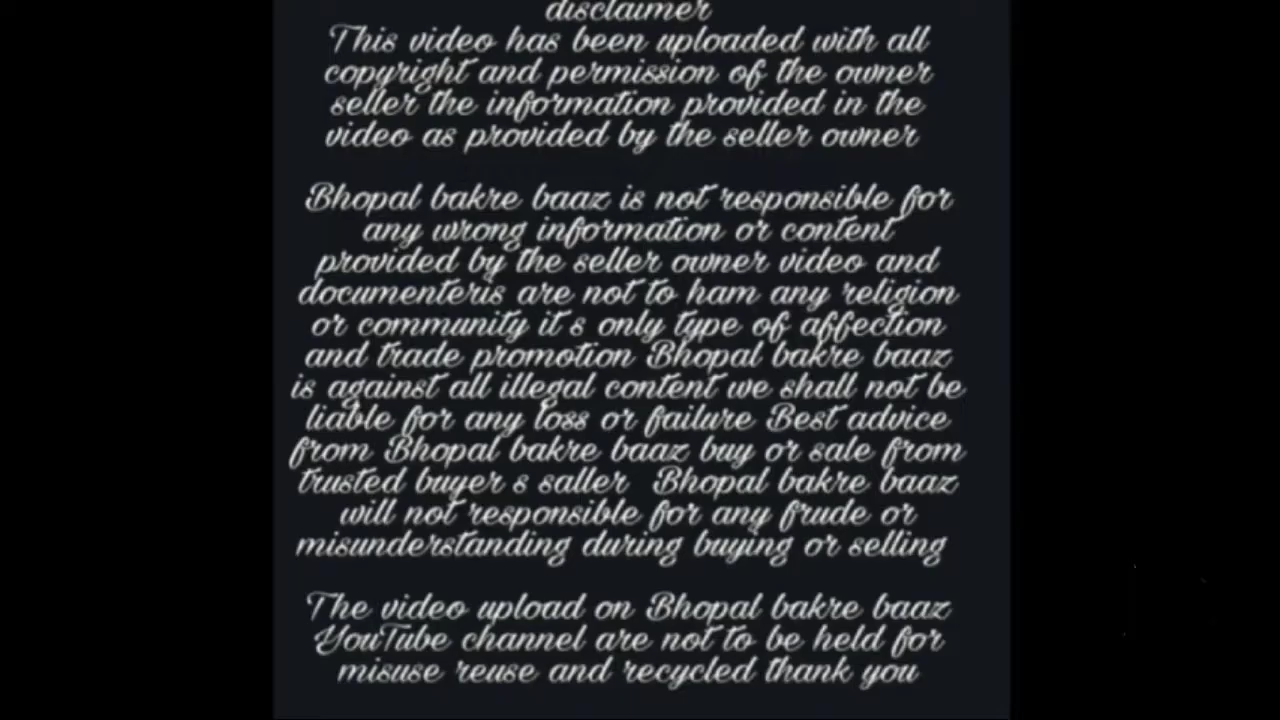 disclaimer
This video has been uploaded with all
copyright and permission of the owner
seller the information provided in the
video as provided by the seller owner
Bhopal bakre baaz is not responsible for
any wrong information or content
provided by the seller owner video and
documenteris are not to ham any religion
or community it s only type of affection
and trade promotion Bhopal bakre baaz
is against all illegal content we shall not be
liable for any loss or failure Best advice
from Bhopal bakre baaz buy or sale from
trusted buyer s saller Bhopal bakre baaz
will not responsible for any frude or
misunderstanding during buying or selling
The video upload on Bhopal bakre baaz
YouTube channel are not to be held for
misuse reuse and recycled thank you